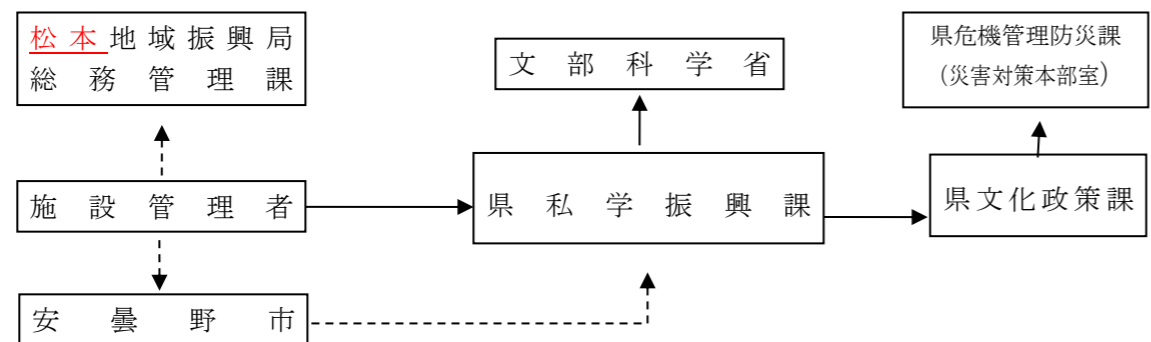 松本地域振興局
総務管理課
文部科学省
県危機管理防災課
（災害対策本部室）
施設管理者
県私学振興課
県文化政策課
安曇野市